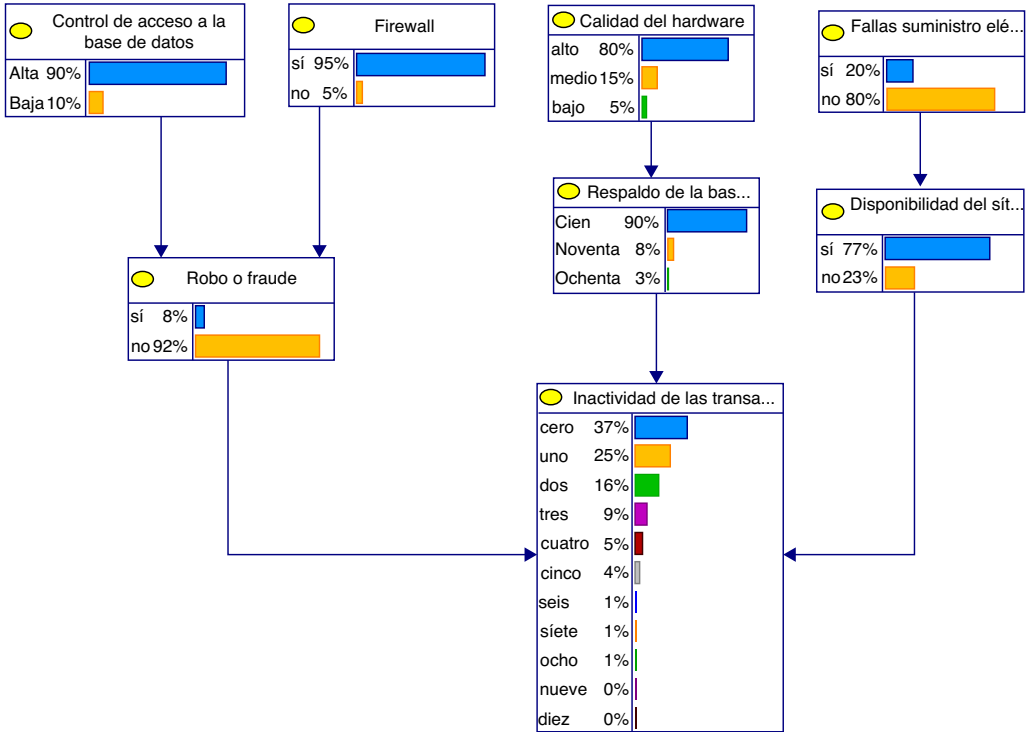 Control de acceso a la
base de datos
Alta 90%
Baja 10%
Firewall
sí 95%
no 5%
Calidad del hardware
alto 80%
medio 15%
bajo 5%
Fallas suministro elé...
sí 20%
no 80%
Respaldo de la bas...
Cien 90%
Noventa 8%
Ochenta 3%
Disponibilidad del sít...
sí 77%
no 23%
Robo o fraude
sí 8%
no 92%
Inactividad de las transa...
cero 37%
uno 25%
dos 16%
tres 9%
cuatro 5%
cinco 4%
seis 1%
síete 1%
ocho 1%
nueve 0%
diez 0%